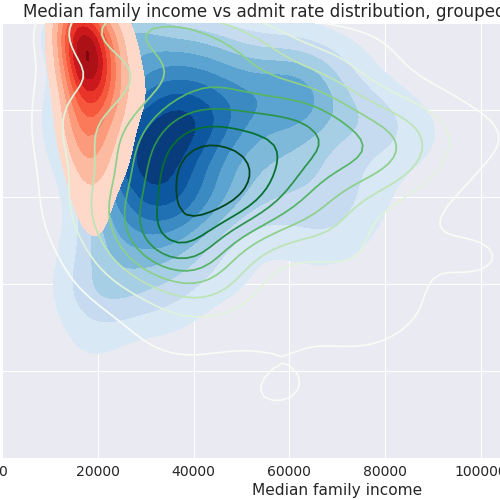 Median family income vs admit rate distribution, grouped
0 20000 40000 60000 80000 100000
Median family income